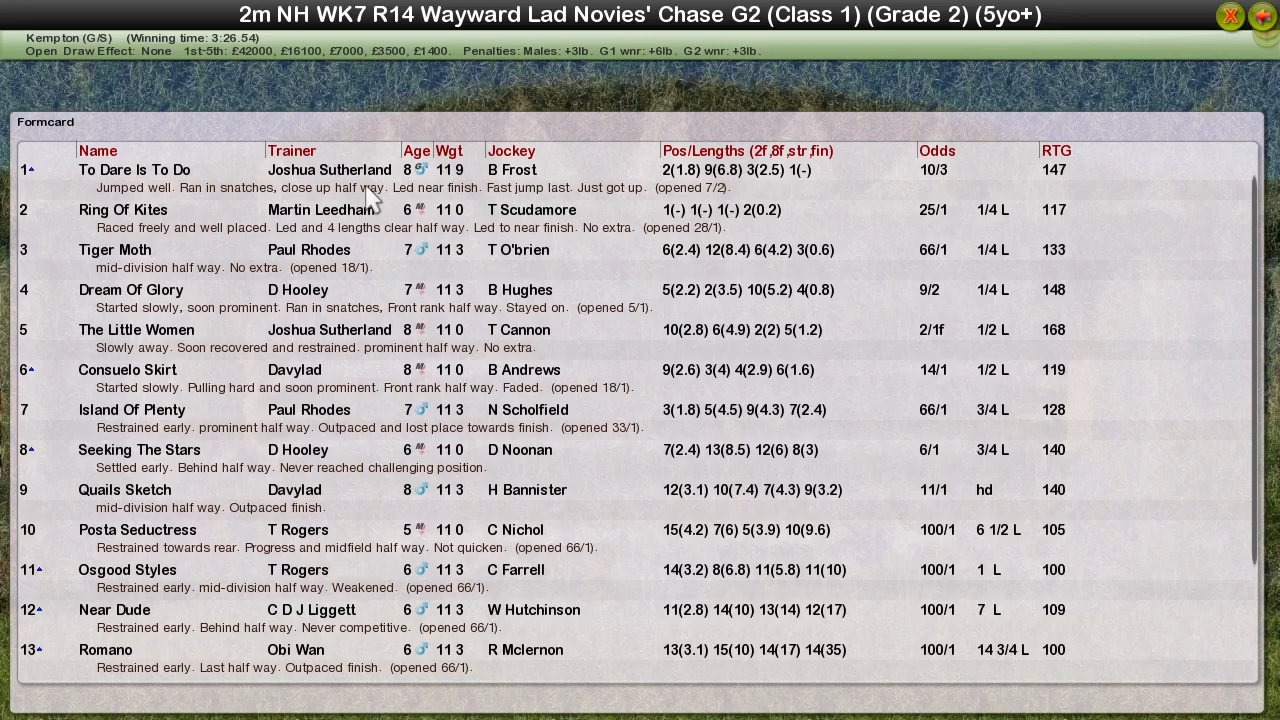 2m NH WK7 R14 Wayward Lad Novies' Chase G2 (Class 1) (Grade 2) (5yo+)
Kempton (G/S) (Winning time: 3:26.54)
Open Draw Effect: None 1st-5th: £42000, £16100, £7000, £3500, £1400. Penalties: Males: +3lb. G1 wnr: +6lb. G2 wnr: +3lb.
Formcard
Name Trainer Age Wgt Jockey Pos/Lengths (2f,8f,str,fin) Odds RTG
1 To Dare Is To Do Joshua Sutherland 8 11 9 B Frost 2(1.8) 9(6.8) 3(2.5) 1(-) 10/3 147
Jumped well. Ran in snatches, close up half way. Led near finish. Fast jump last. Just got up. (opened 7/2).
2 Ring Of Kites Martin Leedham 6 11 0 T Scudamore 1(-) 1(-) 1(-) 2(0.2) 25/1 1/4 L 117
Raced freely and well placed. Led and 4 lengths clear half way. Led to near finish. No extra. (opened 28/1).
3 Tiger Moth Paul Rhodes 7 11 3 T O'brien 6(2.4) 12(8.4) 6(4.2) 3(0.6) 66/1 1/4 L 133
mid-division half way. No extra. (opened 18/1).
4 Dream Of Glory D Hooley 7 11 3 B Hughes 5(2.2) 2(3.5) 10(5.2) 4(0.8) 9/2 1/4 L 148
Started slowly, soon prominent. Ran in snatches, Front rank half way. Stayed on. (opened 5/1).
5 The Little Women Joshua Sutherland 8 11 0 T Cannon 10(2.8) 6(4.9) 2(2) 5(1.2) 2/1f 1/2 L 168
Slowly away. Soon recovered and restrained. prominent half way. No extra.
6 Consuelo Skirt Davylad 8 11 0 B Andrews 9(2.6) 3(4) 4(2.9) 6(1.6) 14/1 1/2 L 119
Started slowly. Pulling hard and soon prominent. Front rank half way. Faded. (opened 18/1).
7 Island Of Plenty Paul Rhodes 7 11 3 N Scholfield 3(1.8) 5(4.5) 9(4.3) 7(2.4) 66/1 3/4 L 128
Restrained early. prominent half way. Outpaced and lost place towards finish. (opened 33/1).
8 Seeking The Stars D Hooley 6 11 0 D Noonan 7(2.4) 13(8.5) 12(6) 8(3) 6/1 3/4 L 140
Settled early. Behind half way. Never reached challenging position.
9 Quails Sketch Davylad 8 11 3 H Bannister 12(3.1) 10(7.4) 7(4.3) 9(3.2) 11/1 hd 140
mid-division half way. Outpaced finish.
10 Posta Seductress T Rogers 5 11 0 C Nichol 15(4.2) 7(6) 5(3.9) 10(9.6) 100/1 6 1/2 L 105
Restrained towards rear. Progress and midfield half way. Not quicken. (opened 66/1).
11 Osgood Styles T Rogers 6 11 3 C Farrell 14(3.2) 8(6.8) 11(5.8) 11(10) 100/1 1 L 100
Restrained early. mid-division half way. Weakened. (opened 66/1).
12 Near Dude C D J Liggett 6 11 3 W Hutchinson 11(2.8) 14(10) 13(14) 12(17) 100/1 7 L 109
Restrained early. Behind half way. Never competitive. (opened 66/1).
13 Romano Obi Wan 6 11 3 R Mclernon 13(3.1) 15(10) 14(17) 14(35) 100/1 14 3/4 L 100
Restrained early. Last half way. Outpaced finish. (opened 66/1).